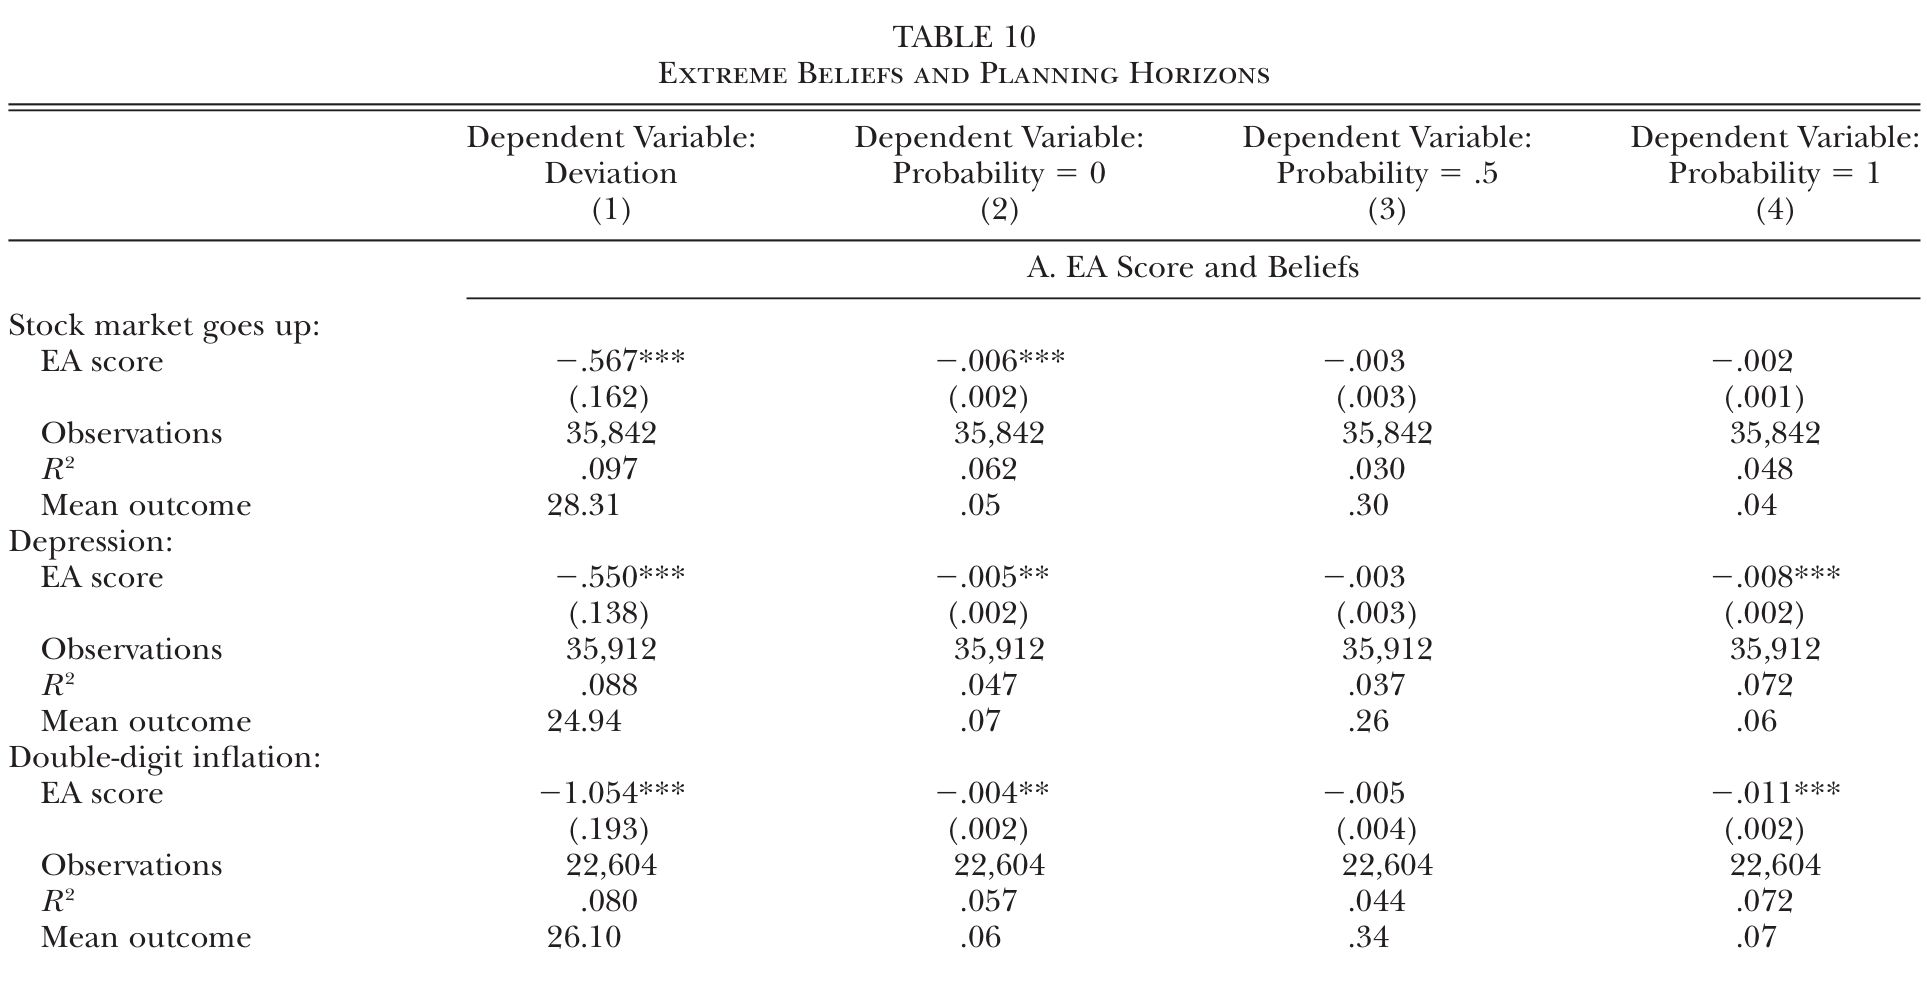 TABLE 10
Extreme Beliefs and Planning Horizons
Dependent Variable: Deviation (1) Dependent Variable: Probability = 0 (2) Dependent Variable: Probability = .5 (3) Dependent Variable: Probability = 1 (4)
A. EA Score and Beliefs
Stock market goes up:
EA score −.567*** −.006*** −.003 −.002
(.162) (.002) (.003) (.001)
Observations 35,842 35,842 35,842 35,842
R² .097 .062 .030 .048
Mean outcome 28.31 .05 .30 .04
Depression:
EA score −.550*** −.005** −.003 −.008***
(.138) (.002) (.003) (.002)
Observations 35,912 35,912 35,912 35,912
R² .088 .047 .037 .072
Mean outcome 24.94 .07 .26 .06
Double-digit inflation:
EA score −1.054*** −.004** −.005 −.011***
(.193) (.002) (.004) (.002)
Observations 22,604 22,604 22,604 22,604
R² .080 .057 .044 .072
Mean outcome 26.10 .06 .34 .07